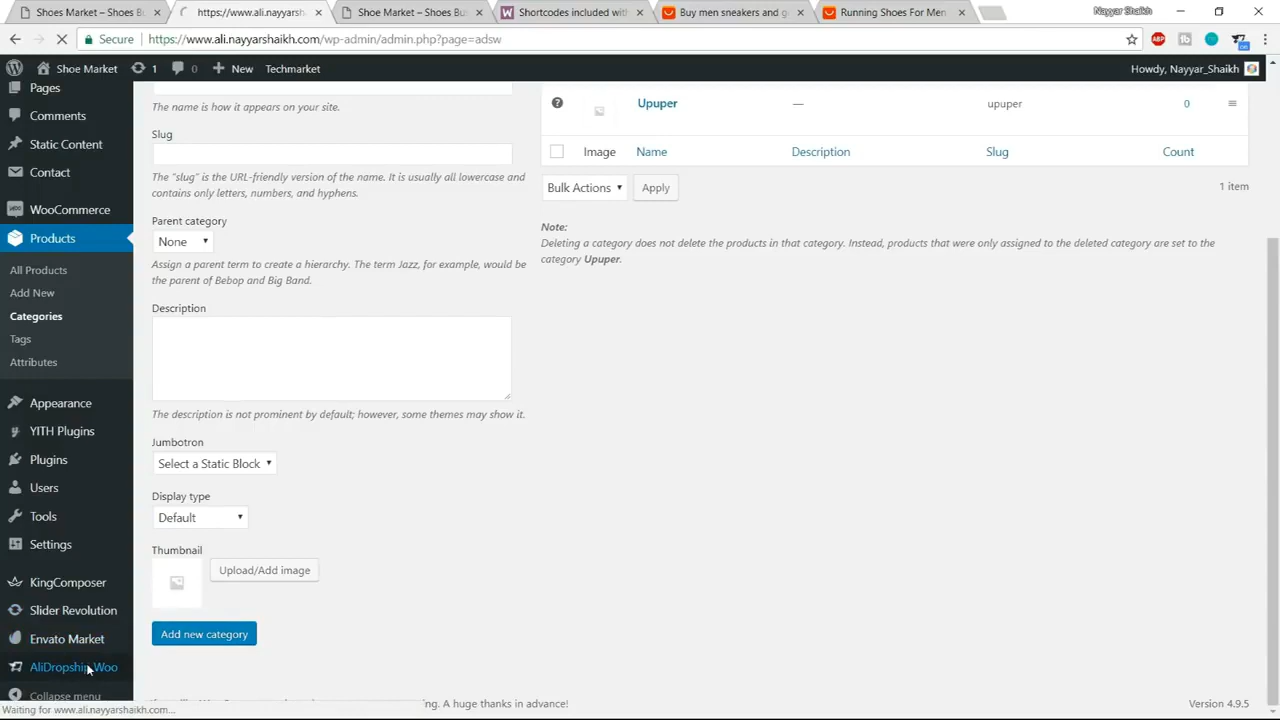 Shoes Market – Shoes Bu
https://www.ali.nayyarsh
Shoe Market – Shoes Bu
Shortcodes included with
Buy men sneakers and g
Running Shoes For Men
Nayyar Shaikh
Secure
https://www.ali.nayyarshaikh.com/wp-admin/admin.php?page=adsw
ABP
Shoe Market
1
0
New
Techmarket
Howdy, Nayyar_Shaikh
Pages
Comments
Static Content
Contact
WooCommerce
Products
All Products
Add New
Categories
Tags
Attributes
Appearance
YITH Plugins
Plugins
Users
Tools
Settings
KingComposer
Slider Revolution
Envato Market
AliDropship Woo
Collapse menu
Waiting for www.ali.nayyarshaikh.com...
The name is how it appears on your site.
Slug
The "slug" is the URL-friendly version of the name. It is usually all lowercase and
contains only letters, numbers, and hyphens.
Parent category
None
Assign a parent term to create a hierarchy. The term Jazz, for example, would be
the parent of Bebop and Big Band.
Description
The description is not prominent by default; however, some themes may show it.
Jumbotron
Select a Static Block
Display type
Default
Thumbnail
Upload/Add image
Add new category
Upuper
—
upuper
0
Image
Name
Description
Slug
Count
Bulk Actions
Apply
1 item
Note:
Deleting a category does not delete the products in that category. Instead, products that were only assigned to the deleted category are set to the
category Upuper.
ng. A huge thanks in advance!
Version 4.9.5